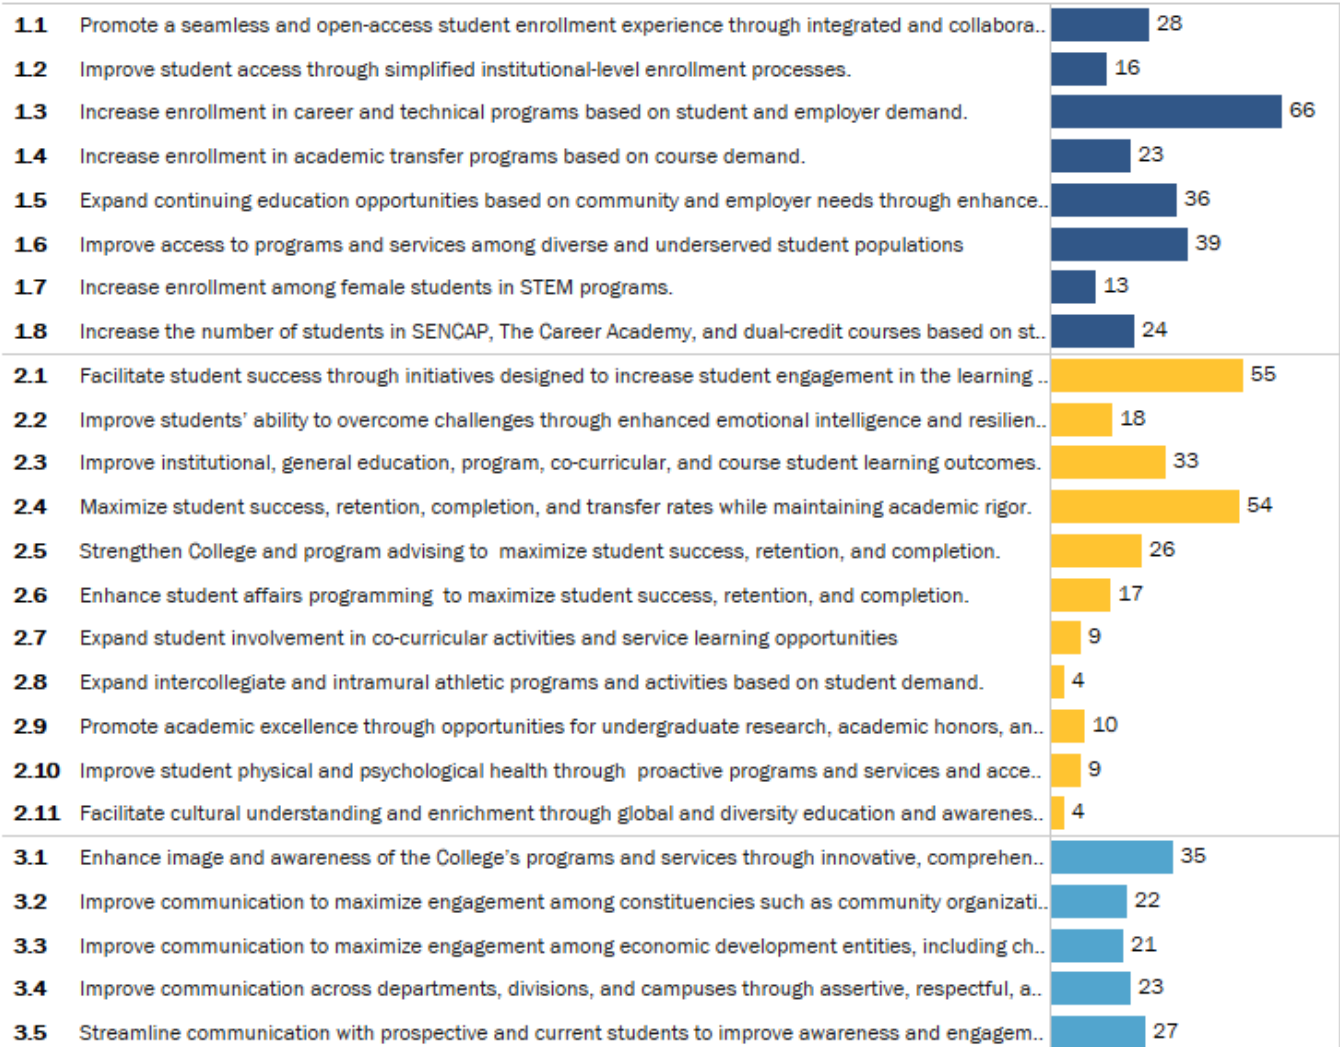 1.1 Promote a seamless and open-access student enrollment experience through integrated and collabora.. 28
1.2 Improve student access through simplified institutional-level enrollment processes. 16
1.3 Increase enrollment in career and technical programs based on student and employer demand. 66
1.4 Increase enrollment in academic transfer programs based on course demand. 23
1.5 Expand continuing education opportunities based on community and employer needs through enhance.. 36
1.6 Improve access to programs and services among diverse and underserved student populations 39
1.7 Increase enrollment among female students in STEM programs. 13
1.8 Increase the number of students in SENCAP, The Career Academy, and dual-credit courses based on st.. 24
2.1 Facilitate student success through initiatives designed to increase student engagement in the learning .. 55
2.2 Improve students' ability to overcome challenges through enhanced emotional intelligence and resilien.. 18
2.3 Improve institutional, general education, program, co-curricular, and course student learning outcomes. 33
2.4 Maximize student success, retention, completion, and transfer rates while maintaining academic rigor. 54
2.5 Strengthen College and program advising to  maximize student success, retention, and completion. 26
2.6 Enhance student affairs programming  to maximize student success, retention, and completion. 17
2.7 Expand student involvement in co-curricular activities and service learning opportunities 9
2.8 Expand intercollegiate and intramural athletic programs and activities based on student demand. 4
2.9 Promote academic excellence through opportunities for undergraduate research, academic honors, an.. 10
2.10 Improve student physical and psychological health through  proactive programs and services and acce.. 9
2.11 Facilitate cultural understanding and enrichment through global and diversity education and awarenes.. 4
3.1 Enhance image and awareness of the College's programs and services through innovative, comprehen.. 35
3.2 Improve communication to maximize engagement among constituencies such as community organizati.. 22
3.3 Improve communication to maximize engagement among economic development entities, including ch.. 21
3.4 Improve communication across departments, divisions, and campuses through assertive, respectful, a.. 23
3.5 Streamline communication with prospective and current students to improve awareness and engagem.. 27